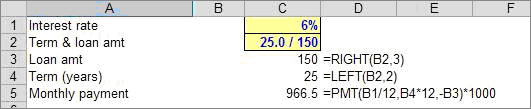 A B C D E F
1 Interest rate 6%
2 Term & loan amt 25.0 / 150
3 Loan amt 150 =RIGHT(B2,3)
4 Term (years) 25 =LEFT(B2,2)
5 Monthly payment 966.5 =PMT(B1/12,B4*12,-B3)*1000